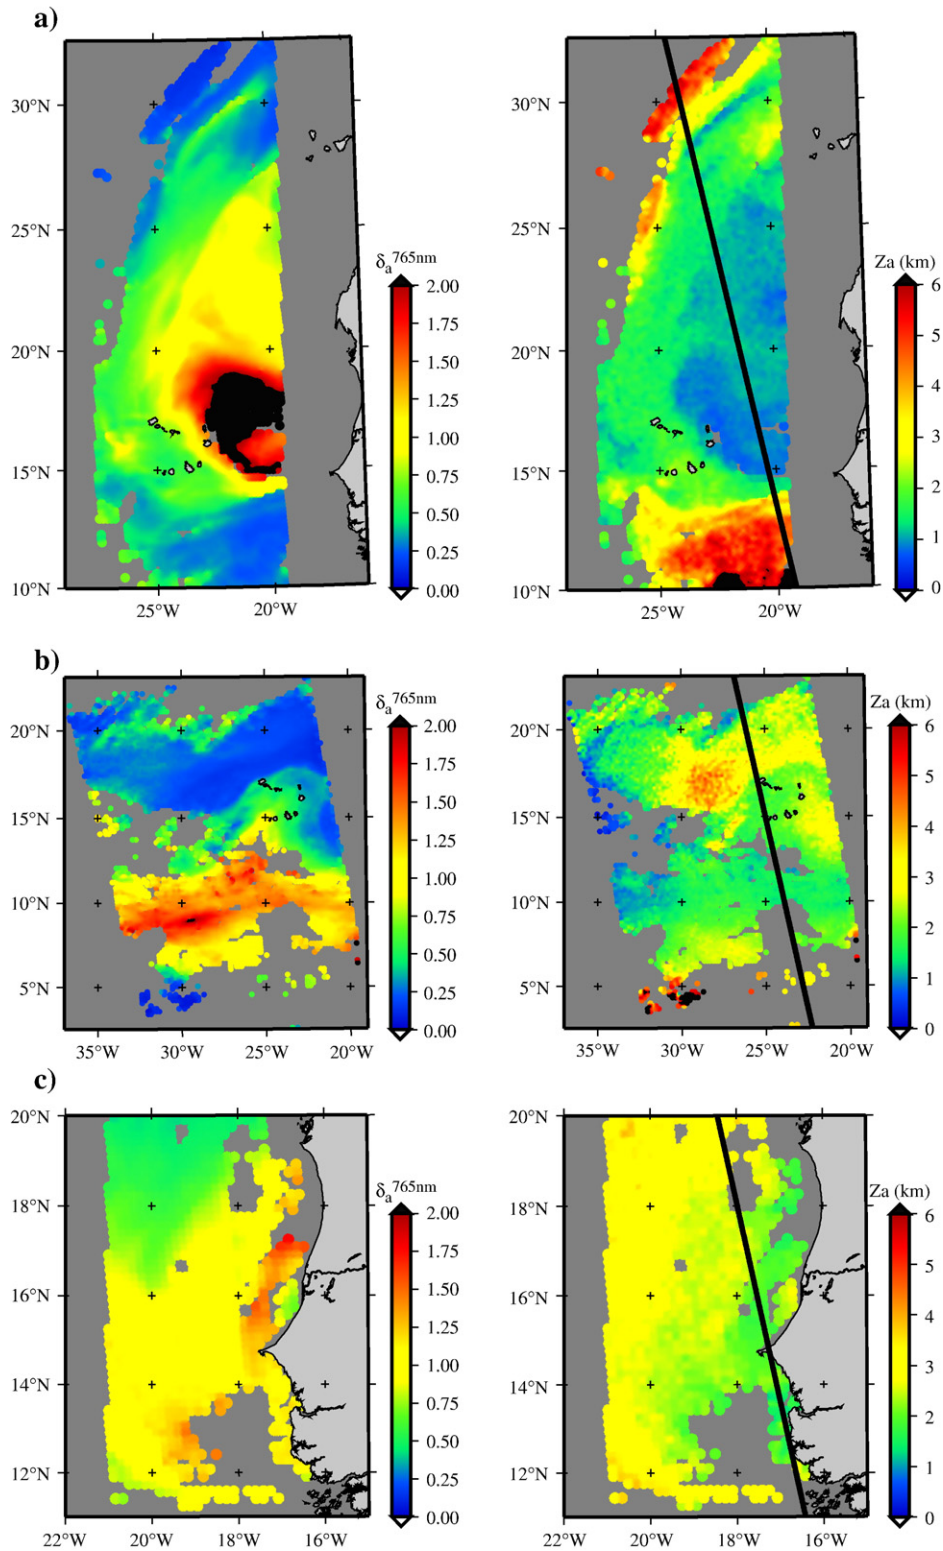 a)
30°N
25°N
20°N
15°N
10°N
25°W 20°W
δa765nm
2.00
1.75
1.50
1.25
1.00
0.75
0.50
0.25
0.00
30°N
25°N
20°N
15°N
10°N
25°W 20°W
Za (km)
6
5
4
3
2
1
0
b)
20°N
15°N
10°N
5°N
35°W 30°W 25°W 20°W
δa765nm
2.00
1.75
1.50
1.25
1.00
0.75
0.50
0.25
0.00
20°N
15°N
10°N
5°N
35°W 30°W 25°W 20°W
Za (km)
6
5
4
3
2
1
0
c)
20°N
18°N
16°N
14°N
12°N
22°W 20°W 18°W 16°W
δa765nm
2.00
1.75
1.50
1.25
1.00
0.75
0.50
0.25
0.00
20°N
18°N
16°N
14°N
12°N
22°W 20°W 18°W 16°W
Za (km)
6
5
4
3
2
1
0